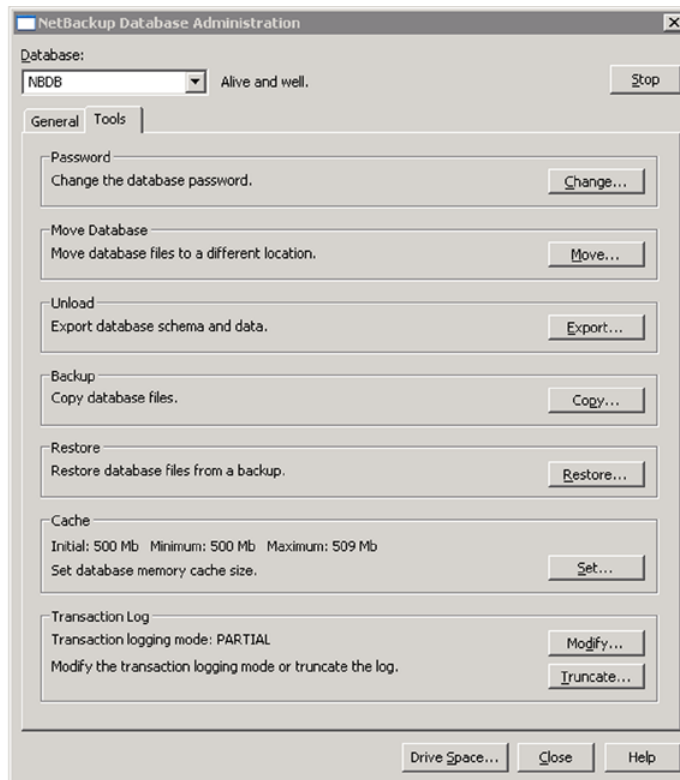 NetBackup Database Administration
Database:
NBDB Alive and well. Stop
General Tools
Password
Change the database password. Change...
Move Database
Move database files to a different location. Move...
Unload
Export database schema and data. Export...
Backup
Copy database files. Copy...
Restore
Restore database files from a backup. Restore...
Cache
Initial: 500 Mb Minimum: 500 Mb Maximum: 509 Mb
Set database memory cache size. Set...
Transaction Log
Transaction logging mode: PARTIAL Modify...
Modify the transaction logging mode or truncate the log. Truncate...
Drive Space... Close Help